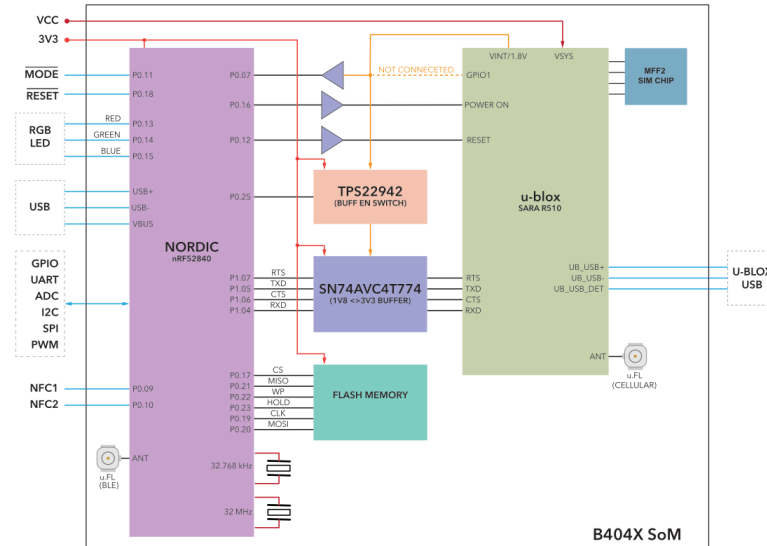 VCC
3V3
MODE
RESET
RGB
LED
RED
GREEN
BLUE
USB
GPIO
UART
ADC
I2C
SPI
PWM
NFC1
NFC2
u.FL
(BLE)
ANT
P0.11
P0.18
P0.13
P0.14
P0.15
USB+
USB-
VBUS
P0.09
P0.10
NORDIC
nRF52840
P0.07
P0.16
P0.12
P0.25
P1.07
P1.05
P1.06
P1.04
RTS
TXD
CTS
RXD
P0.17
P0.21
P0.22
P0.23
P0.19
P0.20
CS
MISO
WP
HOLD
CLK
MOSI
32.768 kHz
32 MHz
NOT CONNECETED
TPS22942
(BUFF EN SWITCH)
SN74AVC4T774
(1V8 <>3V3 BUFFER)
FLASH MEMORY
VINT/1.8V
VSYS
GPIO1
POWER ON
RESET
u-blox
SARA R510
RTS
TXD
CTS
RXD
UB_USB+
UB_USB-
UB_USB_DET
ANT
MFF2
SIM CHIP
U-BLOX
USB
u.FL
(CELLULAR)
B404X SoM